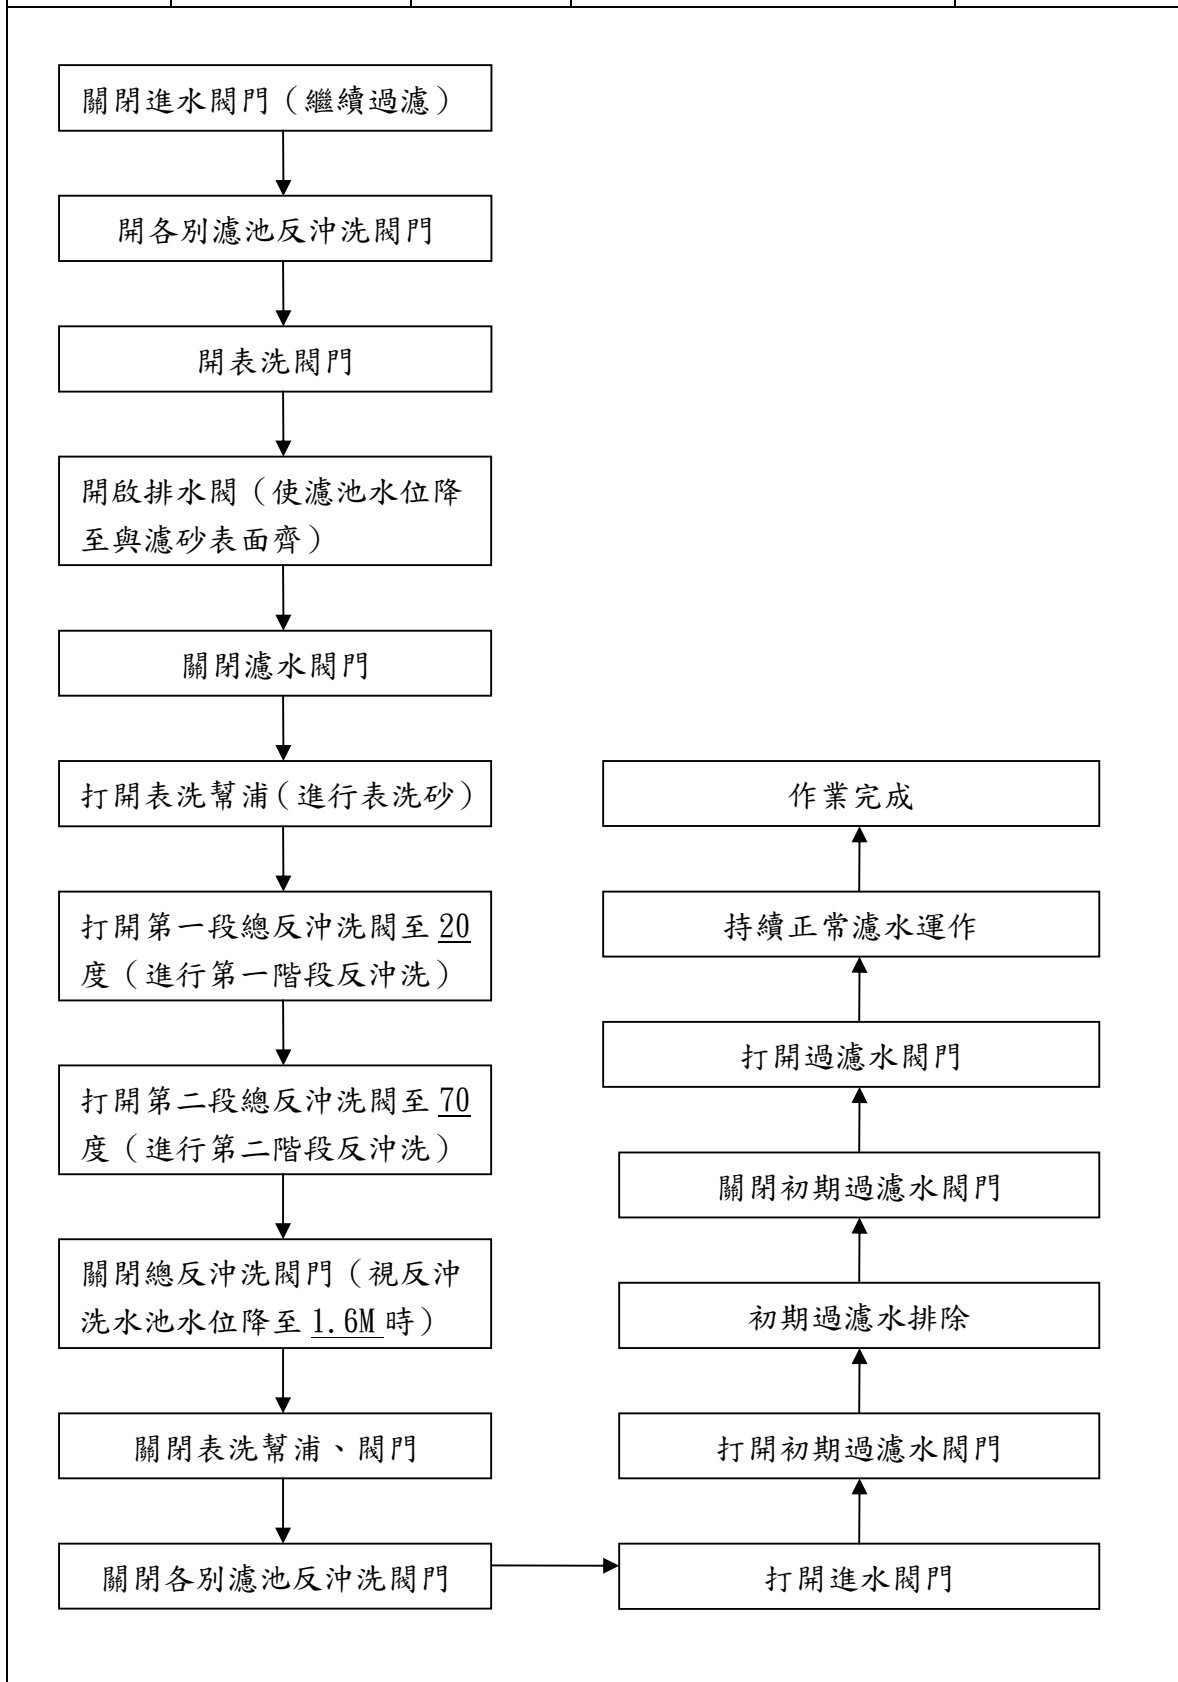 關閉進水閥門（繼續過濾）
開各別濾池反沖洗閥門
開表洗閥門
開啟排水閥（使濾池水位降
至與濾砂表面齊）
關閉濾水閥門
打開表洗幫浦（進行表洗砂）
打開第一段總反沖洗閥至 20
度（進行第一階段反沖洗）
打開第二段總反沖洗閥至 70
度（進行第二階段反沖洗）
關閉總反沖洗閥門（視反沖
洗水池水位降至 1.6M 時）
關閉表洗幫浦、閥門
關閉各別濾池反沖洗閥門
打開進水閥門
打開初期過濾水閥門
初期過濾水排除
關閉初期過濾水閥門
打開過濾水閥門
持續正常濾水運作
作業完成